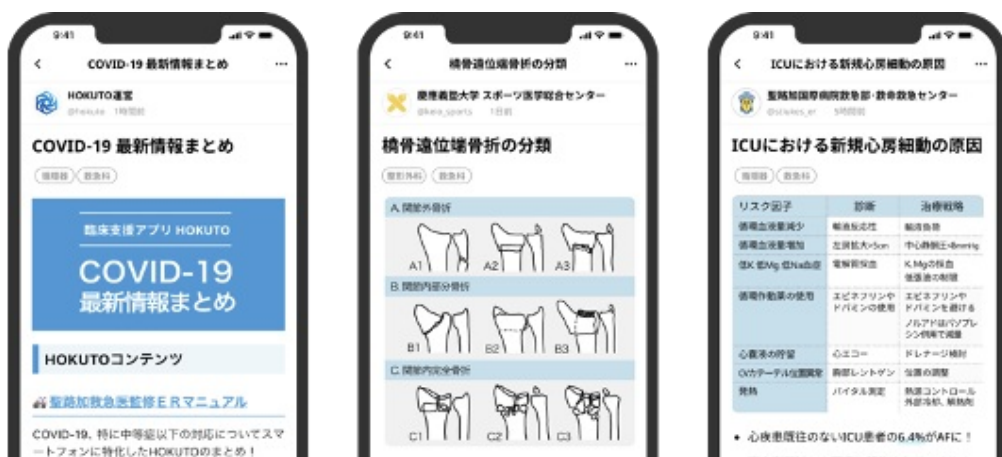 9:41
COVID-19 最新情報まとめ
HOKUTO運営
@hokuto 1時間前
COVID-19 最新情報まとめ
循環器 救急科
臨床支援アプリ HOKUTO
COVID-19
最新情報まとめ
HOKUTOコンテンツ
聖路加救急医監修ERマニュアル
COVID-19、特に中等症以下の対応についてスマ
ートフォンに特化したHOKUTOのまとめ！
9:41
橈骨遠位端骨折の分類
慶應義塾大学 スポーツ医学総合センター
@keio_sports 1日前
橈骨遠位端骨折の分類
整形外科 救急科
A. 関節外骨折
A1 A2 A3
B. 関節内部分骨折
B1 B2 B3
C. 関節内完全骨折
C1 C2 C3
9:41
ICUにおける新規心房細動の原因
聖路加国際病院救急部・救命救急センター
@stlukes_er 5時間前
ICUにおける新規心房細動の原因
循環器 救急科
リスク因子 診断 治療戦略
循環血液量減少 輸液反応性 輸液負荷
循環血液量増加 左房拡大>5cm 中心静脈圧<8mmHg
低K 低Mg 低Na血症 電解質採血 K,Mgの採血
低張液の制限
循環作動薬の使用 エピネフリンや エピネフリンや
ドパミンの使用 ドパミンを避ける
ノルアドはバソプレ
シン併用で減量
心嚢液の貯留 心エコー ドレナージ検討
CVカテーテル位置異常 胸部レントゲン 位置の調整
発熱 バイタル測定 熱源コントロール
外部冷却、解熱剤
• 心疾患既往のないICU患者の6.4%がAFに！